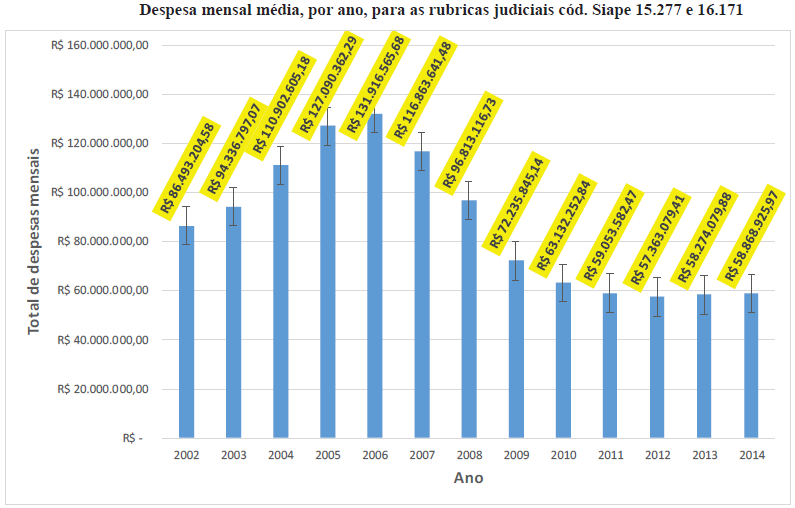 Despesa mensal média, por ano, para as rubricas judiciais cód. Siape 15.277 e 16.171
R$ 160.000.000,00
R$ 140.000.000,00
R$ 120.000.000,00
R$ 100.000.000,00
R$ 80.000.000,00
R$ 60.000.000,00
R$ 40.000.000,00
R$ 20.000.000,00
R$ -
Total de despesas mensais
R$ 86.493.204,58
R$ 94.336.797,07
R$ 110.902.605,18
R$ 127.090.362,29
R$ 131.916.565,68
R$ 116.863.641,48
R$ 96.813.116,73
R$ 72.235.845,14
R$ 63.132.252,84
R$ 59.053.582,47
R$ 57.363.079,41
R$ 58.274.079,88
R$ 58.868.925,97
2002 2003 2004 2005 2006 2007 2008 2009 2010 2011 2012 2013 2014
Ano